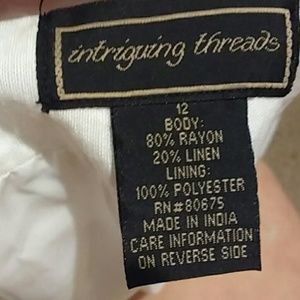 intriguing threads
12
BODY:
80% RAYON
20% LINEN
LINING:
100% POLYESTER
RN#80675
MADE IN INDIA
CARE INFORMATION
ON REVERSE SIDE